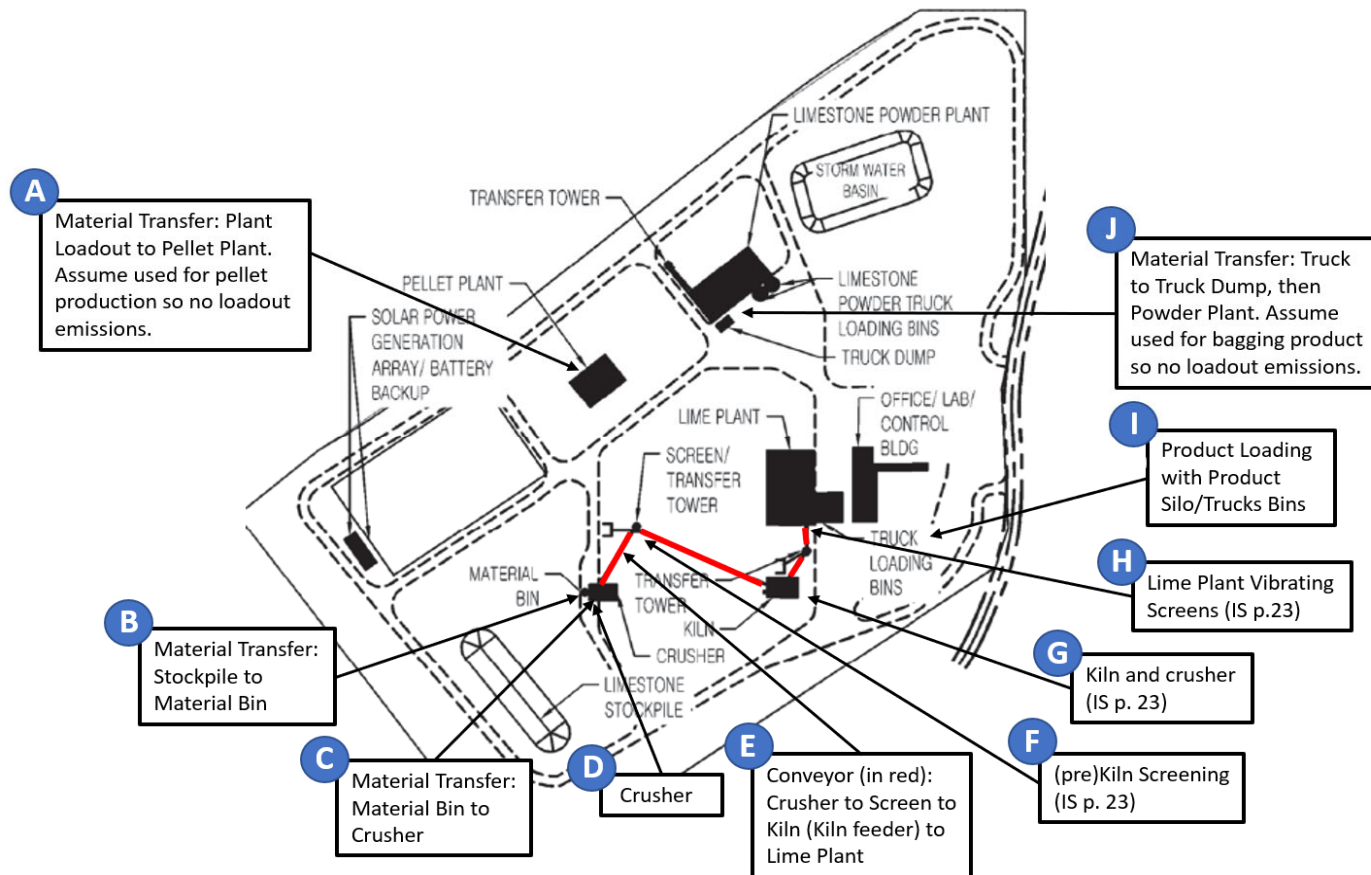 LIMESTONE POWDER PLANT
STORM WATER
BASIN
TRANSFER TOWER
A
Material Transfer: Plant
Loadout to Pellet Plant.
Assume used for pellet
production so no loadout
emissions.
PELLET PLANT
SOLAR POWER
GENERATION
ARRAY/ BATTERY
BACKUP
LIMESTONE
POWDER TRUCK
LOADING BINS
TRUCK DUMP
J
Material Transfer: Truck
to Truck Dump, then
Powder Plant. Assume
used for bagging product
so no loadout emissions.
LIME PLANT
OFFICE/ LAB/
CONTROL
BLDG
SCREEN/
TRANSFER
TOWER
I
Product Loading
with Product
Silo/Trucks Bins
TRUCK
LOADING
BINS
MATERIAL
BIN
TRANSFER
TOWER
KILN
CRUSHER
LIMESTONE
STOCKPILE
H
Lime Plant Vibrating
Screens (IS p.23)
B
Material Transfer:
Stockpile to
Material Bin
G
Kiln and crusher
(IS p. 23)
C
Material Transfer:
Material Bin to
Crusher
D
Crusher
E
Conveyor (in red):
Crusher to Screen to
Kiln (Kiln feeder) to
Lime Plant
F
(pre)Kiln Screening
(IS p. 23)